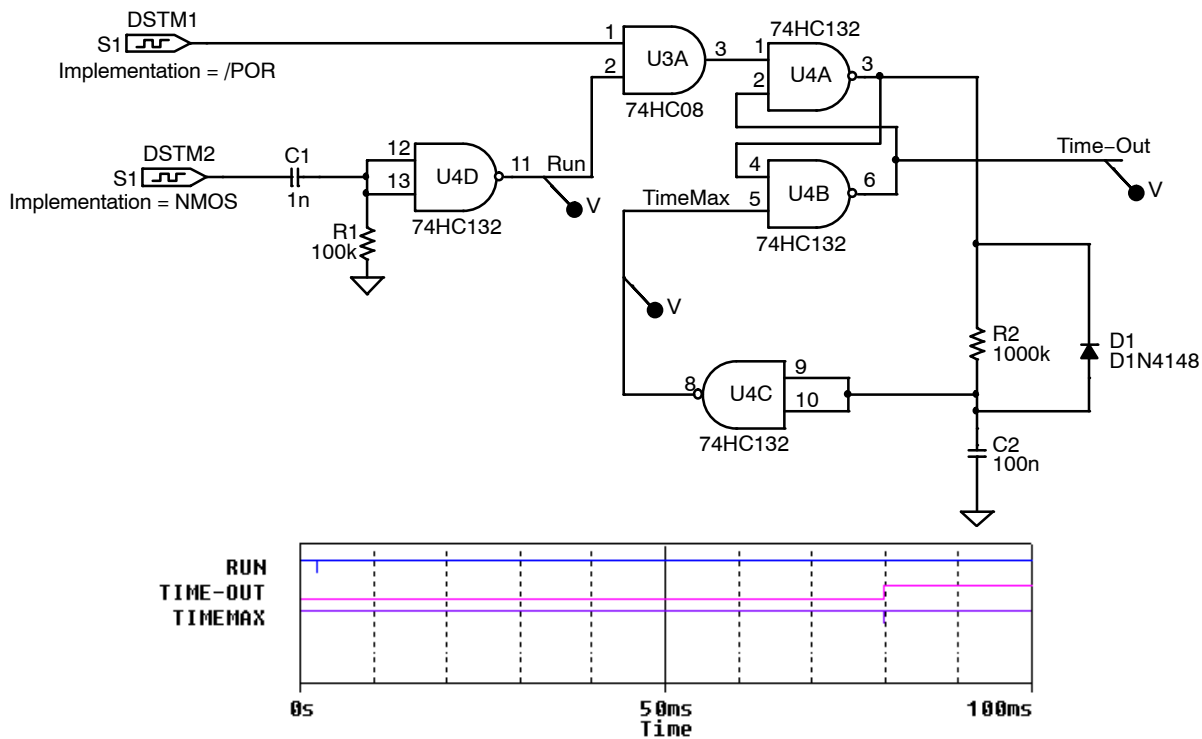 DSTM1
S1
Implementation = /POR
1
2
U3A
3
74HC08
74HC132
1
2
U4A
3
DSTM2
S1
Implementation = NMOS
C1
1n
12
13
U4D
11
Run
V
74HC132
R1
100k
TimeMax
4
5
U4B
6
74HC132
Time−Out
V
V
R2
1000k
D1
D1N4148
8
U4C
9
10
74HC132
C2
100n
RUN
TIME-OUT
TIMEMAX
0s
50ms
100ms
Time